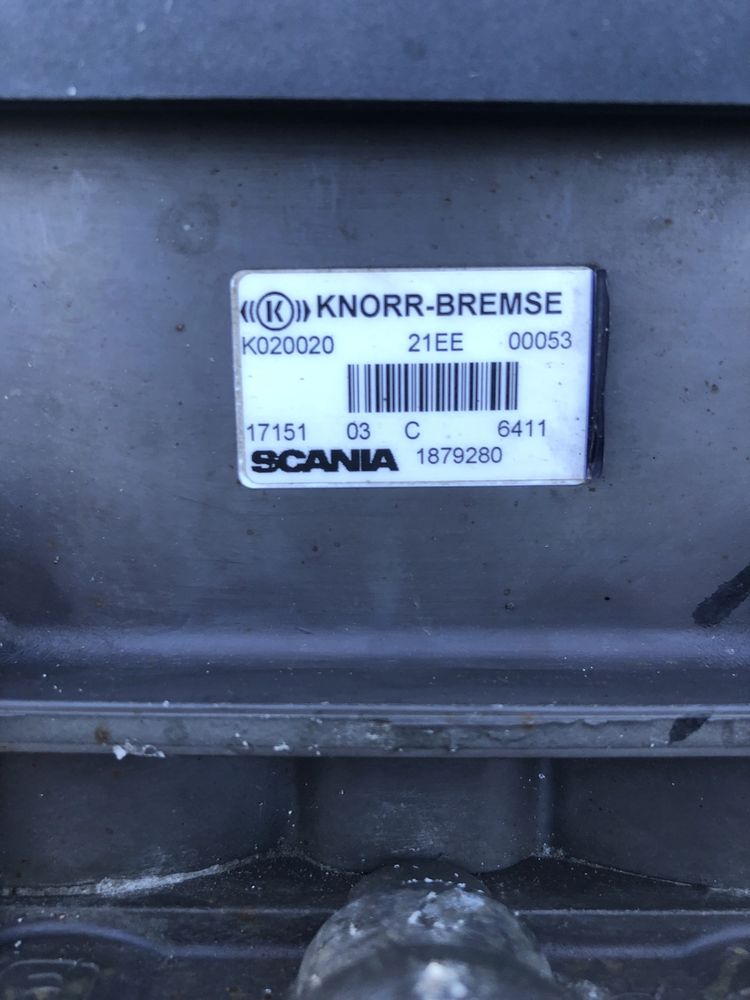 K KNORR-BREMSE
K020020 21EE 00053
17151 03 C 6411
SCANIA 1879280